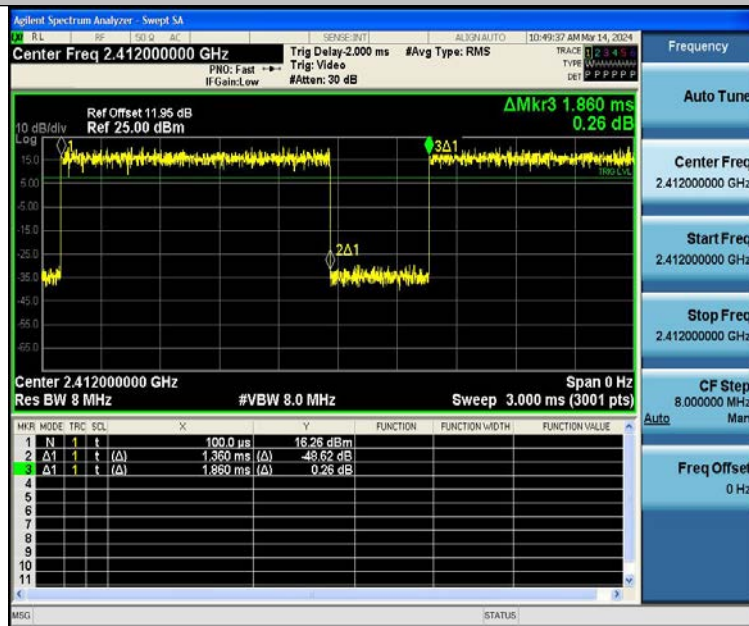 Agilent Spectrum Analyzer - Swept SA
RL RF 50 Ω AC SENSE:INT ALIGN AUTO 10:49:37 AM Mar 14, 2024
Center Freq 2.412000000 GHz
PNO: Fast
IFGain:Low
Trig Delay-2.000 ms
Trig: Video
#Atten: 30 dB
#Avg Type: RMS
TRACE 1 2 3 4 5 6
TYPE
DET P P P P P P
ΔMkr3 1.860 ms
0.26 dB
Ref Offset 11.95 dB
10 dB/div Ref 25.00 dBm
Log
15.0
5.00
-5.00
-15.0
-25.0
-35.0
-45.0
-55.0
-65.0
1
2Δ1
3Δ1
TRIG LVL
Center 2.412000000 GHz Span 0 Hz
Res BW 8 MHz #VBW 8.0 MHz Sweep 3.000 ms (3001 pts)
MKR MODE TRC SCL X Y FUNCTION FUNCTION WIDTH FUNCTION VALUE
1 N 1 t 100.0 µs 16.26 dBm
2 Δ1 1 t (Δ) 1.360 ms (Δ) -48.62 dB
3 Δ1 1 t (Δ) 1.860 ms (Δ) 0.26 dB
4
5
6
7
8
9
10
11
MSG STATUS
Frequency
Auto Tune
Center Freq
2.412000000 GHz
Start Freq
2.412000000 GHz
Stop Freq
2.412000000 GHz
CF Step
8.000000 MHz
Auto Man
Freq Offset
0 Hz